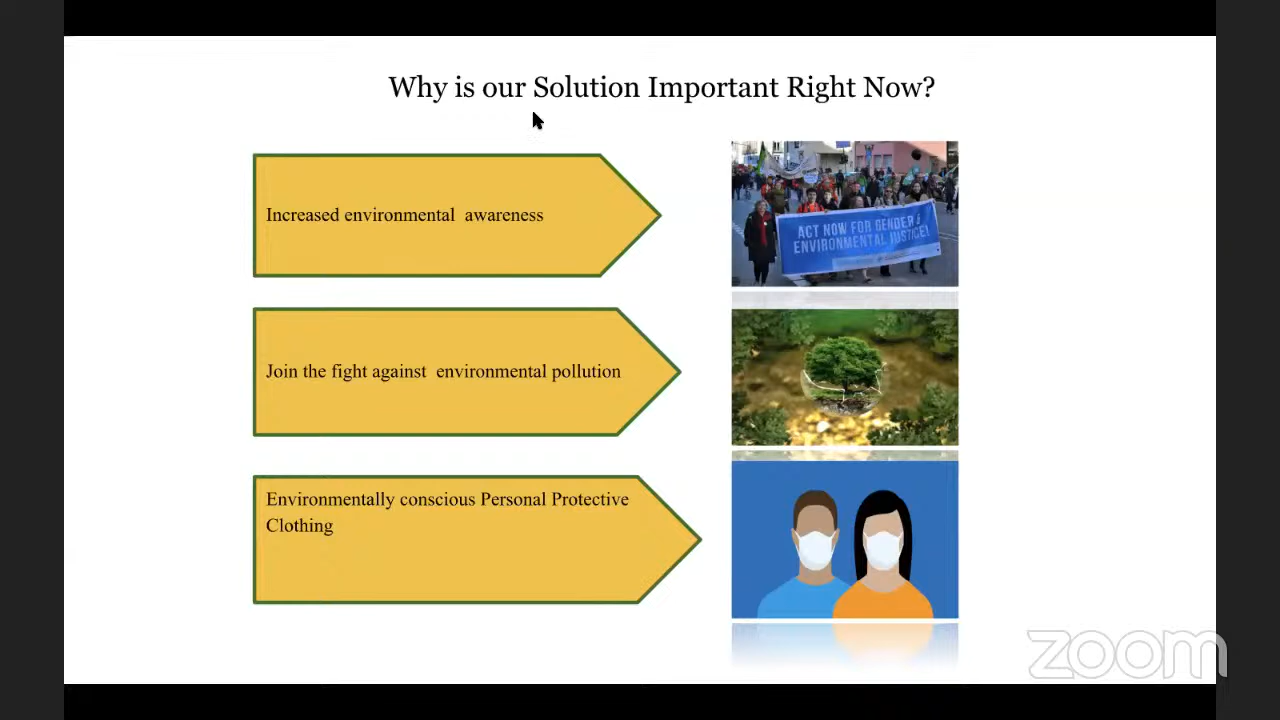 Why is our Solution Important Right Now?
Increased environmental  awareness
ACT NOW FOR GENDER &
ENVIRONMENTAL JUSTICE!
Join the fight against  environmental pollution
Environmentally conscious Personal Protective
Clothing
zoom